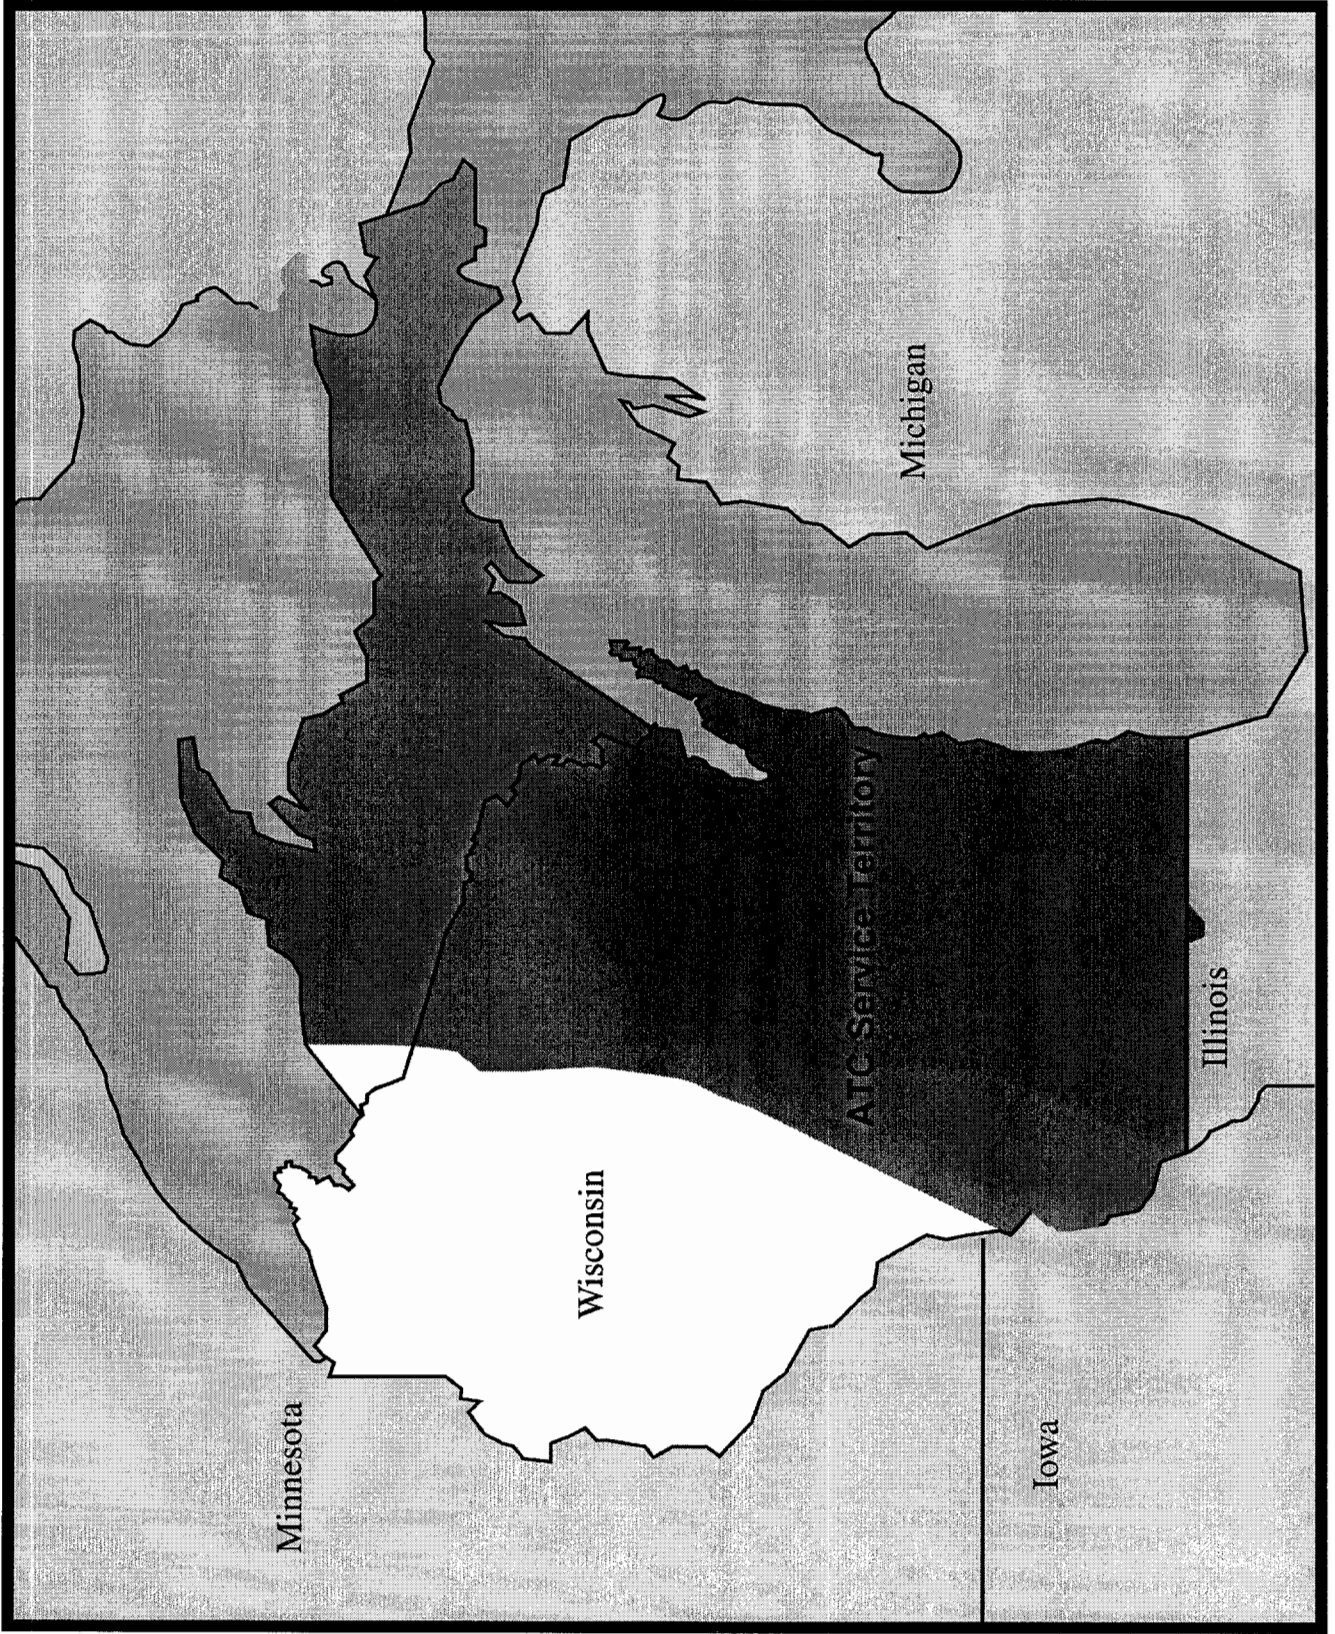 Minnesota
Wisconsin
Michigan
ATC Service Territory
Iowa
Illinois